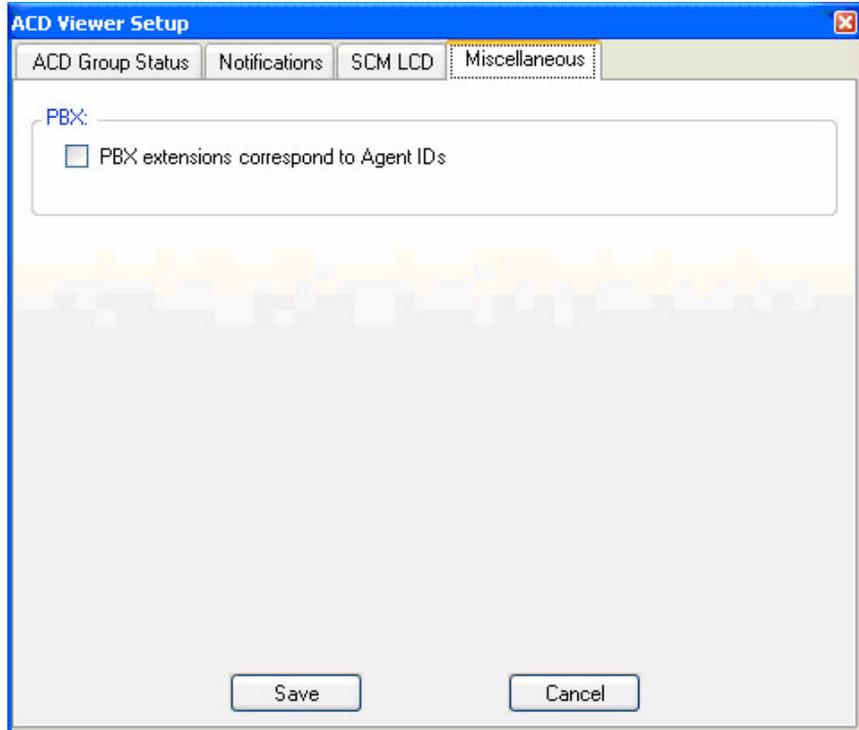 ACD Viewer Setup
ACD Group Status Notifications SCM LCD Miscellaneous
PBX:
PBX extensions correspond to Agent IDs
Save Cancel